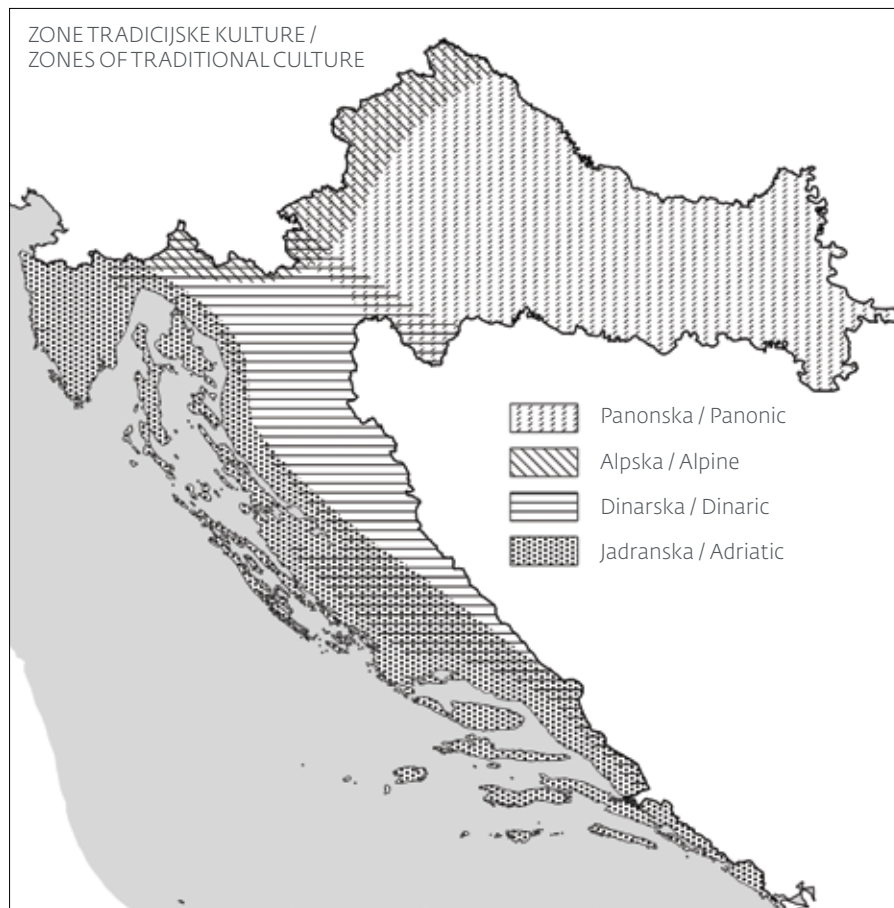 ZONE TRADICIJSKE KULTURE /
ZONES OF TRADITIONAL CULTURE
Panonska / Panonic
Alpska / Alpine
Dinarska / Dinaric
Jadranska / Adriatic